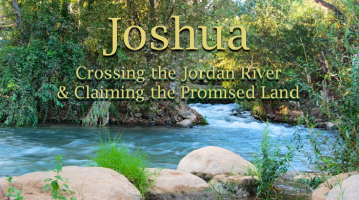 Joshua
Crossing the Jordan River
& Claiming the Promised Land